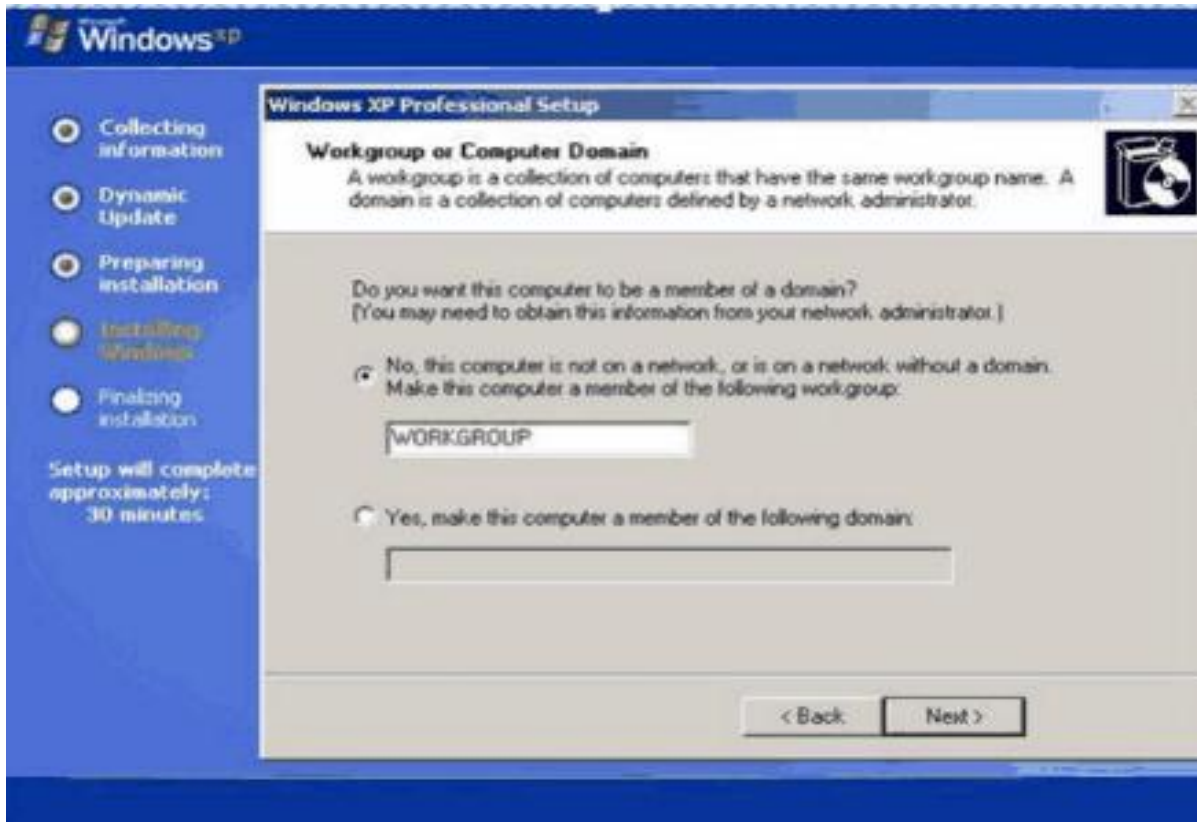 Microsoft
Windows xp
Collecting
information
Dynamic
Update
Preparing
installation
Installing
Windows
Finalizing
installation
Setup will complete
approximately:
30 minutes
Windows XP Professional Setup
Workgroup or Computer Domain
A workgroup is a collection of computers that have the same workgroup name. A
domain is a collection of computers defined by a network administrator.
Do you want this computer to be a member of a domain?
(You may need to obtain this information from your network administrator.)
No, this computer is not on a network, or is on a network without a domain.
Make this computer a member of the following workgroup:
WORKGROUP
Yes, make this computer a member of the following domain:
< Back
Next >